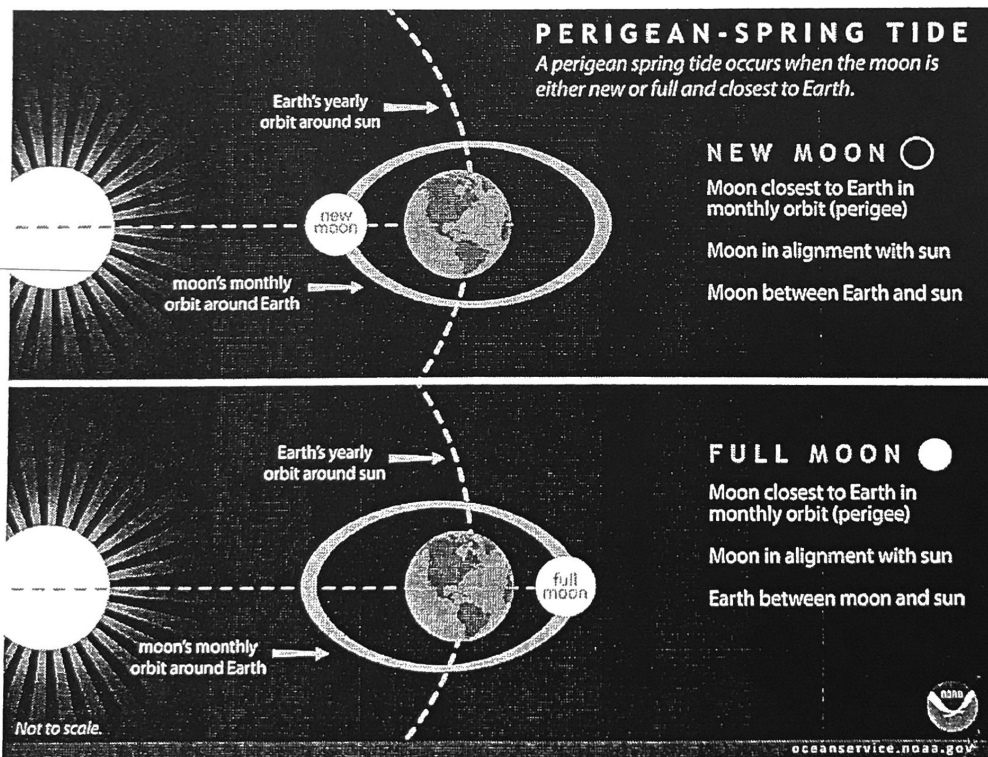 PERIGEAN-SPRING TIDE
A perigean spring tide occurs when the moon is
either new or full and closest to Earth.
Earth's yearly
orbit around sun
new
moon
moon's monthly
orbit around Earth
NEW MOON
Moon closest to Earth in
monthly orbit (perigee)
Moon in alignment with sun
Moon between Earth and sun
Earth's yearly
orbit around sun
full
moon
moon's monthly
orbit around Earth
FULL MOON
Moon closest to Earth in
monthly orbit (perigee)
Moon in alignment with sun
Earth between moon and sun
Not to scale.
NOAA
oceanservice.noaa.gov